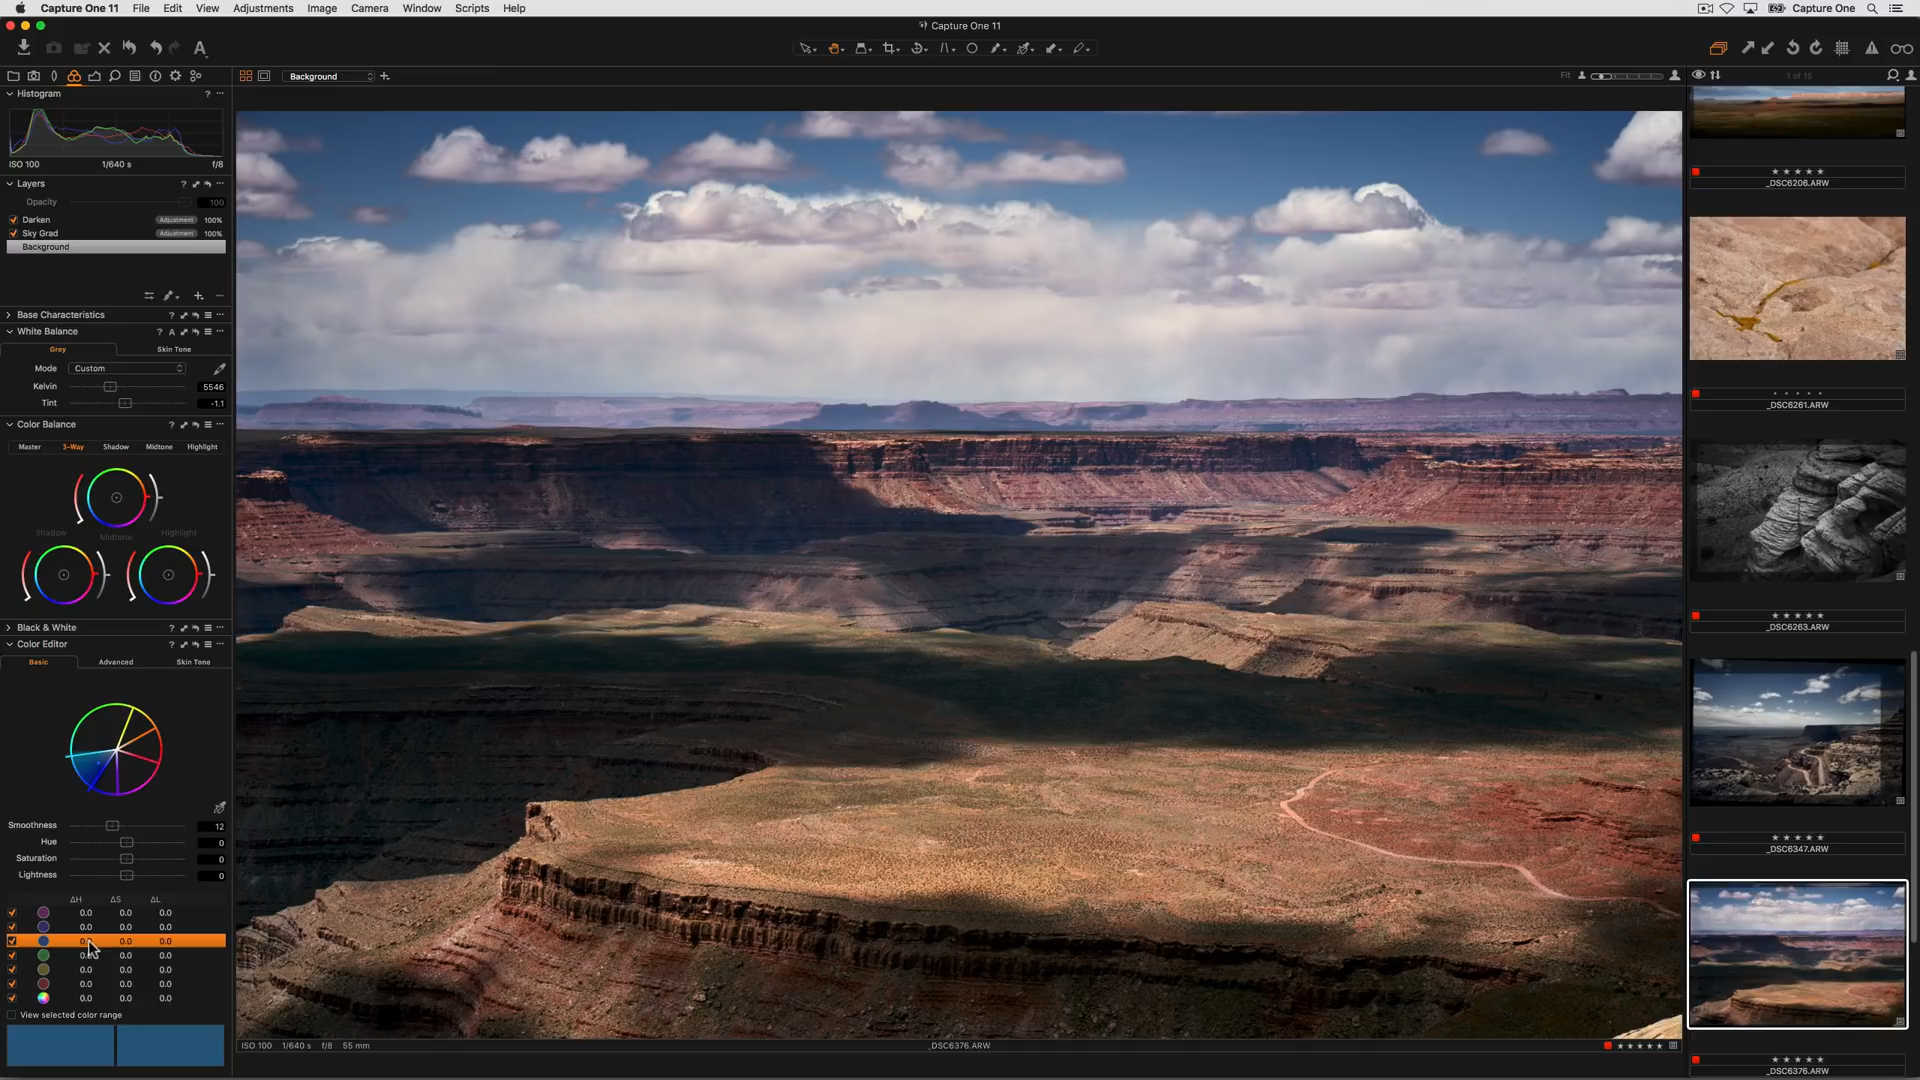 Capture One 11 File Edit View Adjustments Image Camera Window Scripts Help Capture One
Capture One 11
Background Fit 1 of 15
Histogram ?
ISO 100 1/640 s f/8
Layers ?
Opacity 100
Darken Adjustment 100%
Sky Grad Adjustment 100%
Background
Base Characteristics ?
White Balance ? A
Grey Skin Tone
Mode Custom
Kelvin 5546
Tint -1.1
Color Balance ?
Master 3-Way Shadow Midtone Highlight
Shadow Midtone Highlight
Black & White ?
Color Editor ?
Basic Advanced Skin Tone
Smoothness 12
Hue 0
Saturation 0
Lightness 0
ΔH ΔS ΔL
0.0 0.0 0.0
0.0 0.0 0.0
0.0 0.0
0.0 0.0
0.0 0.0 0.0
0.0 0.0 0.0
0.0 0.0 0.0
View selected color range
ISO 100 1/640 s f/8 55 mm _DSC6376.ARW
_DSC6206.ARW
_DSC6261.ARW
_DSC6263.ARW
_DSC6347.ARW
_DSC6376.ARW